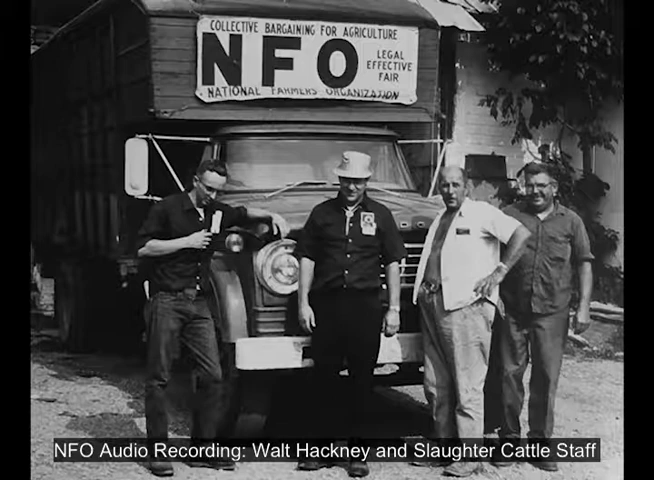 COLLECTIVE BARGAINING FOR AGRICULTURE
NFO
LEGAL
EFFECTIVE
FAIR
NATIONAL FARMERS ORGANIZATION
NFO Audio Recording: Walt Hackney and Slaughter Cattle Staff